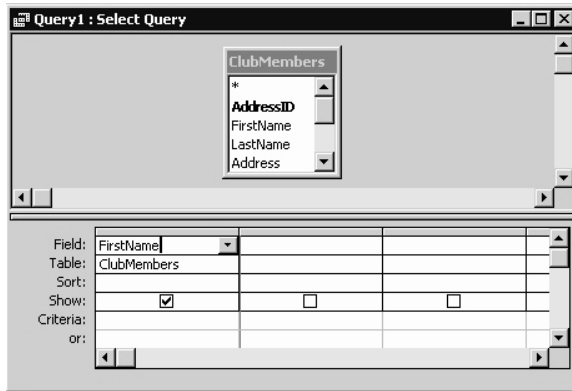 Query1 : Select Query
ClubMembers
*
AddressID
FirstName
LastName
Address
Field: FirstName
Table: ClubMembers
Sort:
Show:
Criteria:
or: